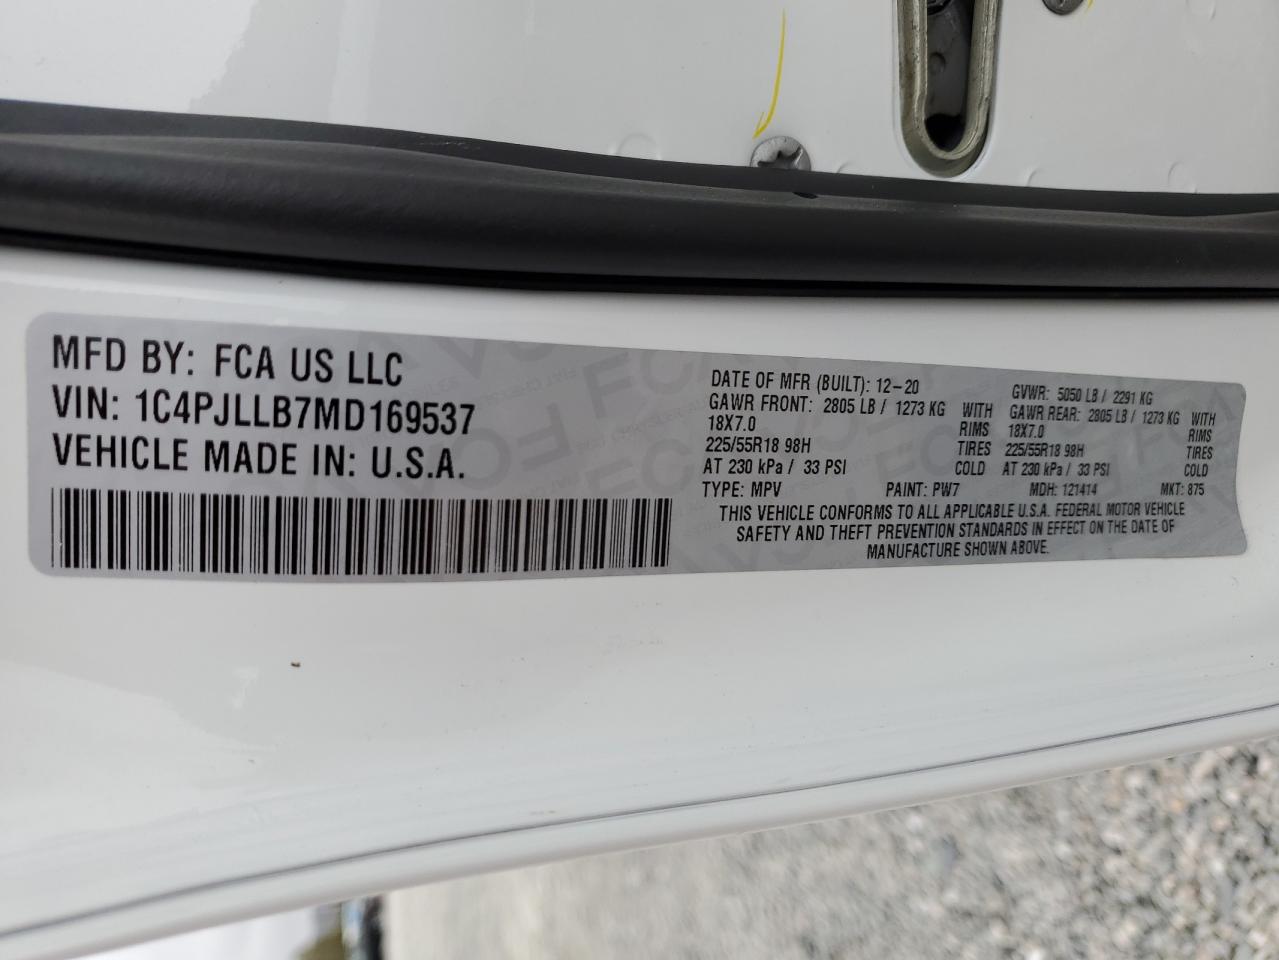 MFD BY: FCA US LLC
VIN: 1C4PJLLB7MD169537
VEHICLE MADE IN: U.S.A.
DATE OF MFR (BUILT): 12-20 GVWR: 5050 LB / 2291 KG
GAWR FRONT: 2805 LB / 1273 KG WITH GAWR REAR: 2805 LB / 1273 KG WITH
18X7.0 RIMS 18X7.0 RIMS
225/55R18 98H TIRES 225/55R18 98H TIRES
AT 230 kPa / 33 PSI COLD AT 230 kPa / 33 PSI COLD
TYPE: MPV PAINT: PW7 MDH: 121414 MKT: 875
THIS VEHICLE CONFORMS TO ALL APPLICABLE U.S.A. FEDERAL MOTOR VEHICLE
SAFETY AND THEFT PREVENTION STANDARDS IN EFFECT ON THE DATE OF
MANUFACTURE SHOWN ABOVE.